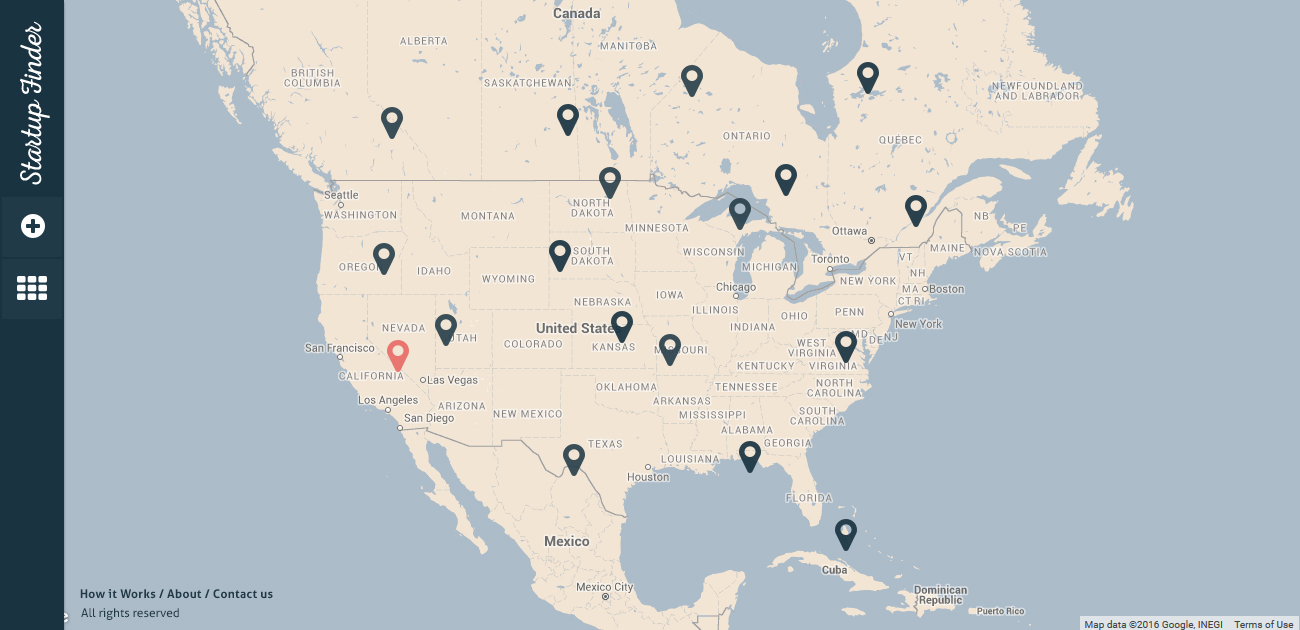 Startup Finder
Canada
ALBERTA
MANITOBA
BRITISH
COLUMBIA
SASKATCHEWAN
NEWFOUNDLAND
AND LABRADOR
ONTARIO
QUÉBEC
Seattle
WASHINGTON
MONTANA
NORTH
DAKOTA
MINNESOTA
NB
PE
Ottawa
WISCONSIN
MAINE
NOVA SCOTIA
OREGON
IDAHO
SOUTH
DAKOTA
MICHIGAN
Toronto
VT
WYOMING
NEW YORK
NH
Chicago
MA
Boston
IOWA
NEBRASKA
CT RI
ILLINOIS
OHIO
PENN
New York
NEVADA
United States
INDIANA
UTAH
COLORADO
KANSAS
MISSOURI
WEST
VIRGINIA
MD
DE
NJ
San Francisco
KENTUCKY
VIRGINIA
CALIFORNIA
Las Vegas
OKLAHOMA
TENNESSEE
NORTH
CAROLINA
Los Angeles
ARIZONA
NEW MEXICO
ARKANSAS
San Diego
MISSISSIPPI
SOUTH
CAROLINA
ALABAMA
GEORGIA
TEXAS
LOUISIANA
Houston
FLORIDA
Mexico
Cuba
Mexico City
Dominican
Republic
Puerto Rico
How it Works / About / Contact us
All rights reserved
Map data ©2016 Google, INEGI
Terms of Use